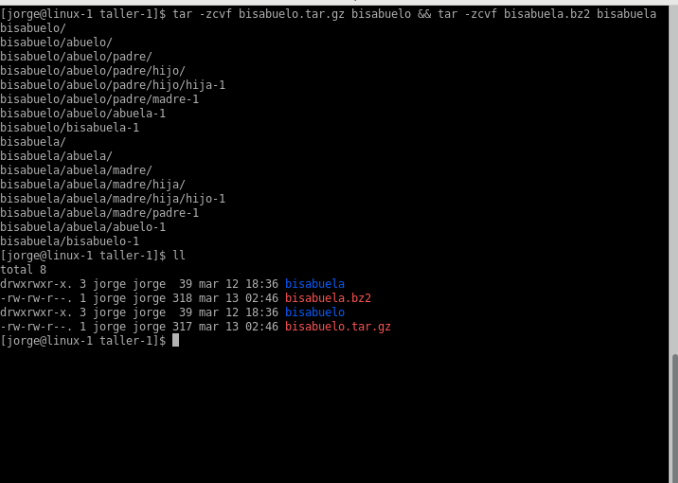 [jorge@linux-1 taller-1]$ tar -zcvf bisabuelo.tar.gz bisabuelo && tar -zcvf bisabuela.bz2 bisabuela
bisabuelo/
bisabuelo/abuelo/
bisabuelo/abuelo/padre/
bisabuelo/abuelo/padre/hijo/
bisabuelo/abuelo/padre/hijo/hija-1
bisabuelo/abuelo/padre/madre-1
bisabuelo/abuelo/abuela-1
bisabuelo/bisabuela-1
bisabuela/
bisabuela/abuela/
bisabuela/abuela/madre/
bisabuela/abuela/madre/hija/
bisabuela/abuela/madre/hija/hijo-1
bisabuela/abuela/madre/padre-1
bisabuela/abuela/abuelo-1
bisabuela/bisabuelo-1
[jorge@linux-1 taller-1]$ ll
total 8
drwxrwxr-x. 3 jorge jorge  39 mar 12 18:36 bisabuela
-rw-rw-r--. 1 jorge jorge 318 mar 13 02:46 bisabuela.bz2
drwxrwxr-x. 3 jorge jorge  39 mar 12 18:36 bisabuelo
-rw-rw-r--. 1 jorge jorge 317 mar 13 02:46 bisabuelo.tar.gz
[jorge@linux-1 taller-1]$